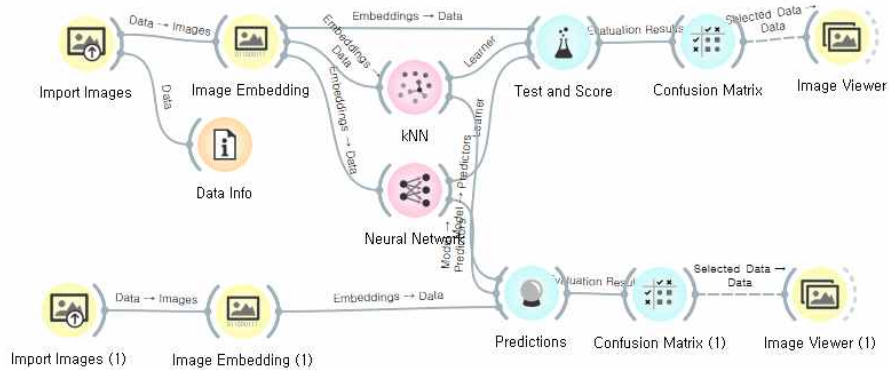 Data → Images
Embeddings → Data
Evaluation Results
Selected Data →
Data
Embeddings →
Data
Learner
Import Images
Image Embedding
Test and Score
Confusion Matrix
Image Viewer
Data
Embeddings → Data
kNN
Learner
Data Info
Neural Network
Model → Predictors
Model →
Predictors
Data → Images
Embeddings → Data
Evaluation Results
Selected Data →
Data
Import Images (1)
Image Embedding (1)
Predictions
Confusion Matrix (1)
Image Viewer (1)